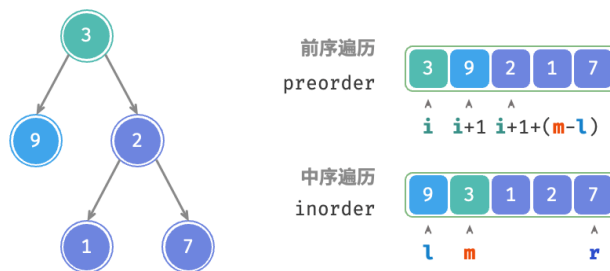 3
9
2
1
7
前序遍历
preorder
3 9 2 1 7
i i+1 i+1+(m-l)
中序遍历
inorder
9 3 1 2 7
l m r